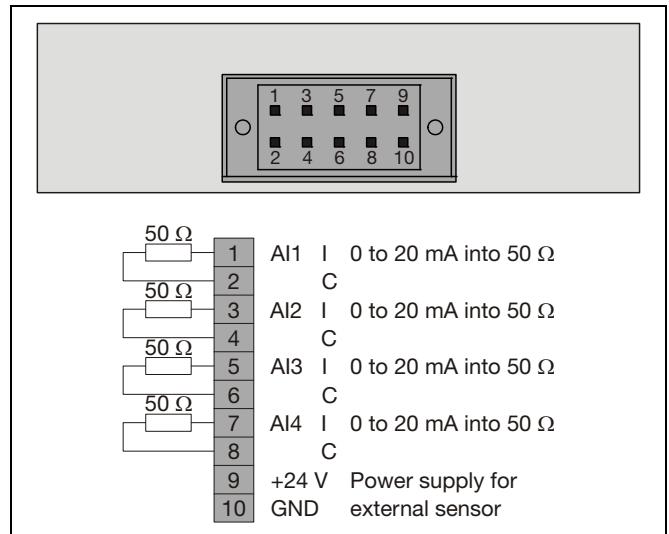 1 3 5 7 9
2 4 6 8 10
50 Ω
1 AI1 I 0 to 20 mA into 50 Ω
2 C
50 Ω
3 AI2 I 0 to 20 mA into 50 Ω
4 C
50 Ω
5 AI3 I 0 to 20 mA into 50 Ω
6 C
50 Ω
7 AI4 I 0 to 20 mA into 50 Ω
8 C
9 +24 V Power supply for
10 GND external sensor